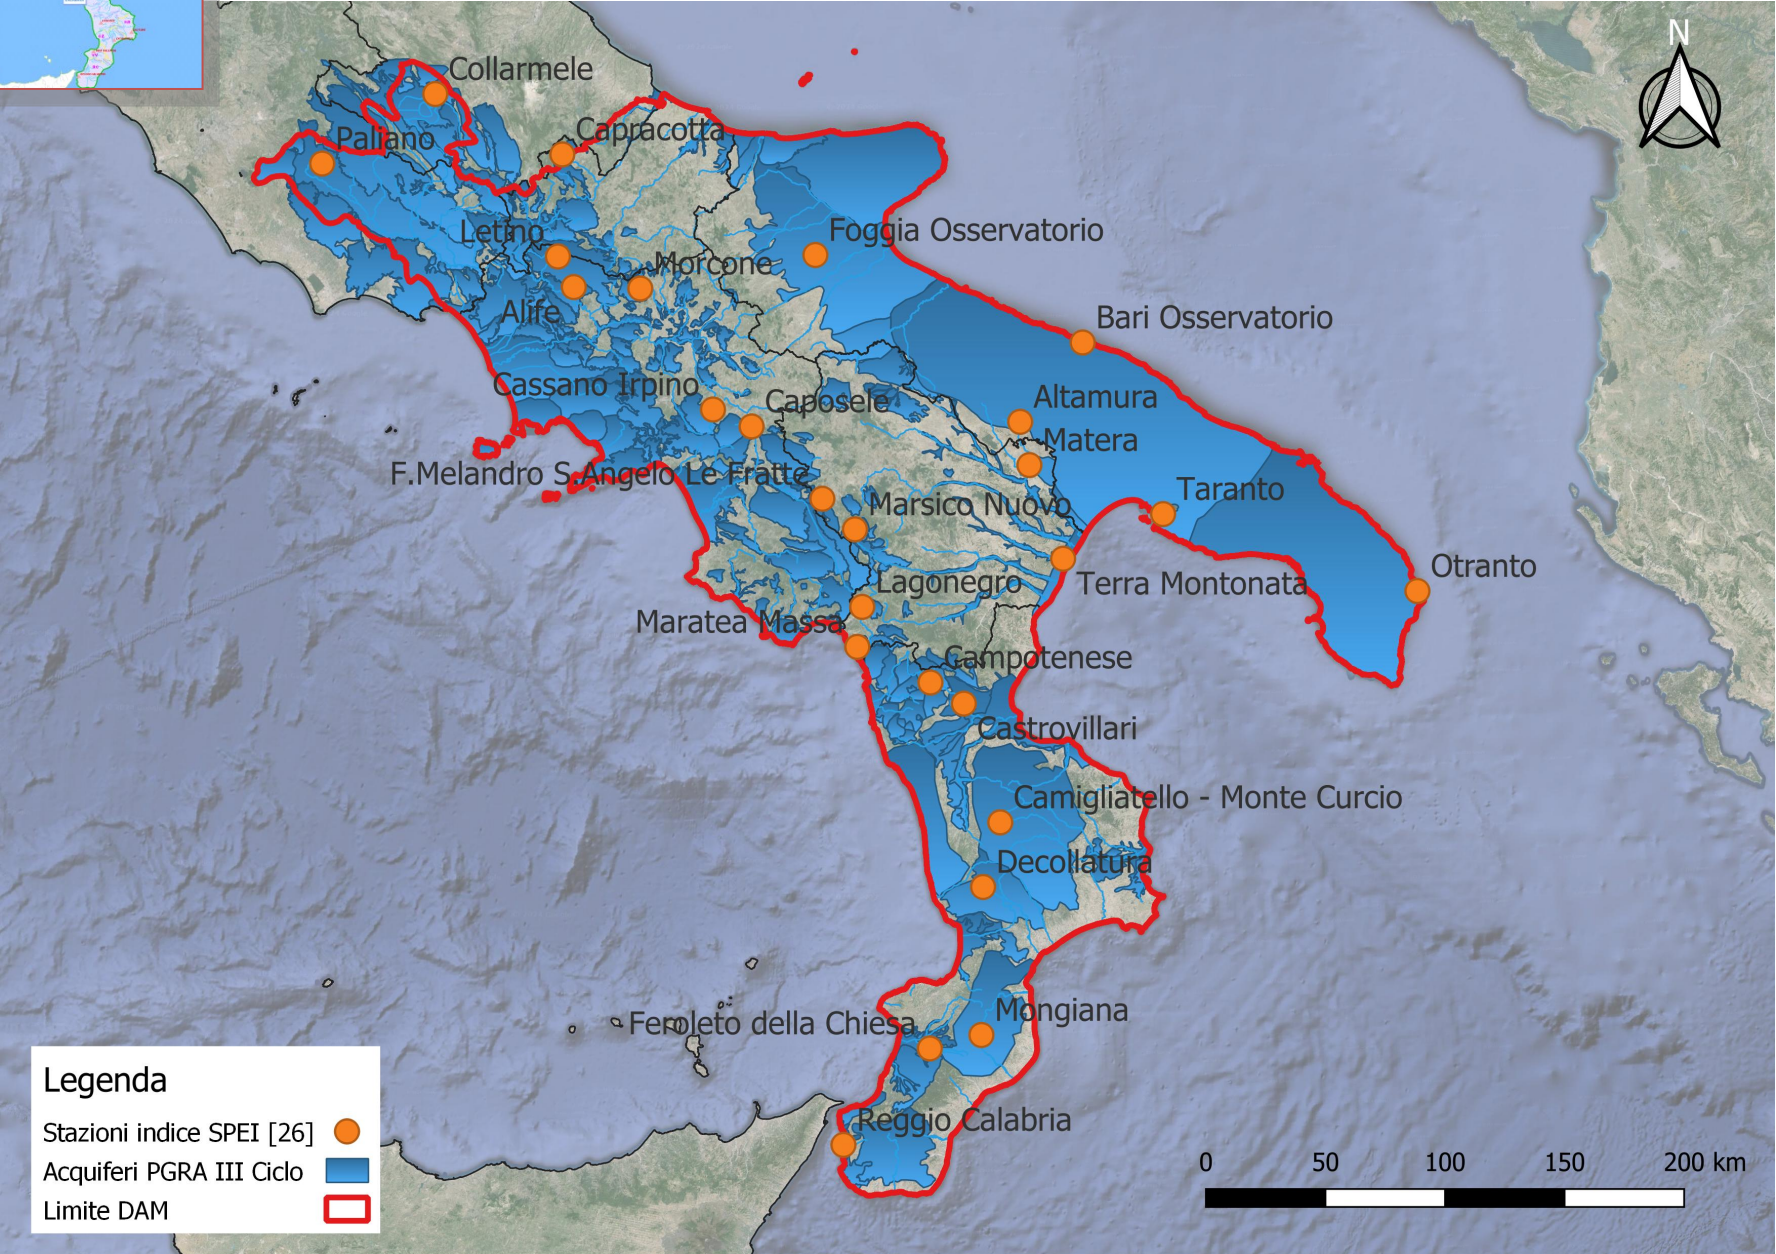 N
Collarmele
Capracotta
Paliano
Letino
Foggia Osservatorio
Morcone
Alife
Bari Osservatorio
Cassano Irpino
Caposele
Altamura
Matera
F.Melandro S.Angelo Le Fratte
Marsico Nuovo
Taranto
Otranto
Lagonegro
Terra Montonata
Maratea Massa
Campotenese
Castrovillari
Camigliatello - Monte Curcio
Decollatura
Mongiana
Feroleto della Chiesa
Reggio Calabria
Legenda
Stazioni indice SPEI [26]
Acquiferi PGRA III Ciclo
Limite DAM
0 50 100 150 200 km